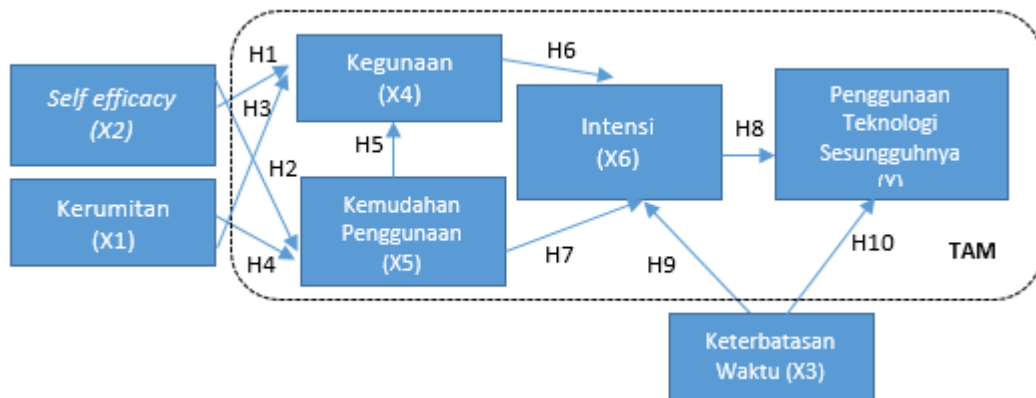 H1
Kegunaan
(X4)
H6
Self efficacy
(X2)
H3
Intensi
(X6)
H8
Penggunaan
Teknologi
Sesungguhnya
(Y)
H5
H2
Kerumitan
(X1)
Kemudahan
Penggunaan
(X5)
H4
H7
H9
H10
TAM
Keterbatasan
Waktu (X3)